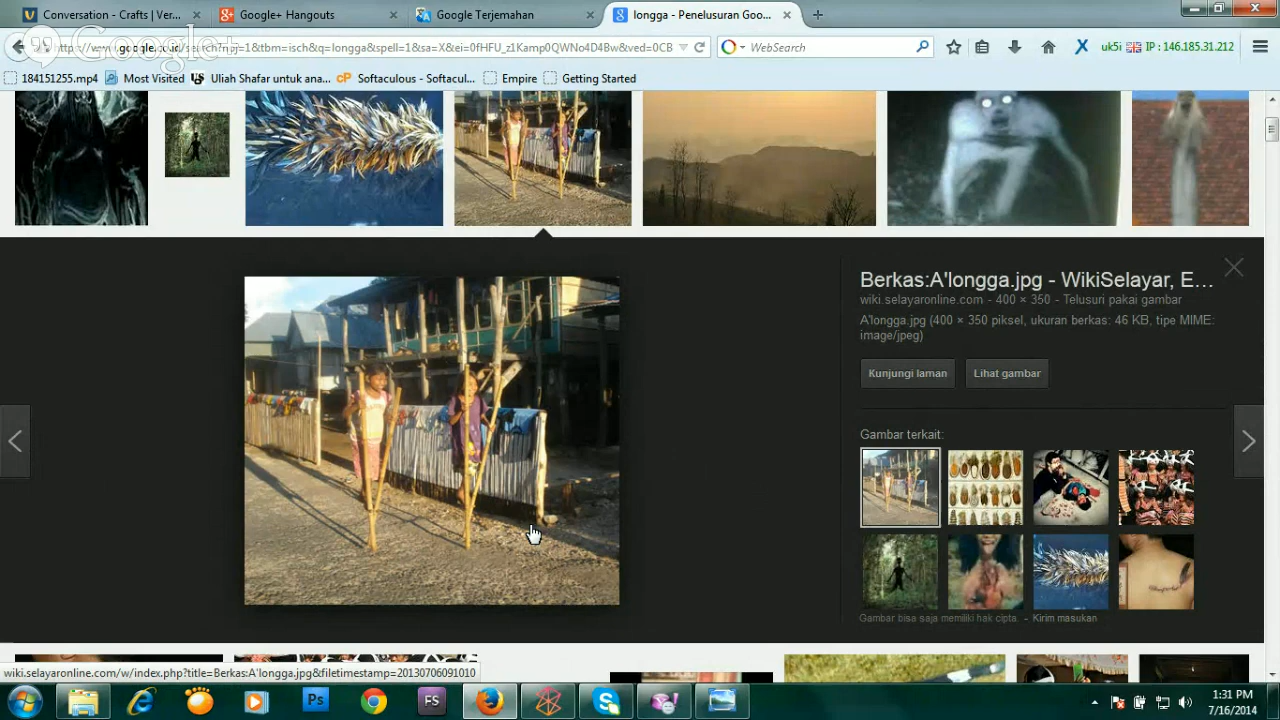 Conversation - Crafts | (Ver...
Google+ Hangouts
Google Terjemahan
longga - Penelusuran Goo...
Google+
WebSearch
uk5i
IP : 146.185.31.212
184151255.mp4
Most Visited
Uliah Shafar untuk ana...
Softaculous - Softacul...
Empire
Getting Started
Berkas:A'longga.jpg - WikiSelayar, E...
wiki.selayaronline.com - 400 × 350 - Telusuri pakai gambar
A'longga.jpg (400 × 350 piksel, ukuran berkas: 46 KB, tipe MIME:
image/jpeg)
Kunjungi laman
Lihat gambar
Gambar terkait:
Gambar bisa saja memiliki hak cipta. - Kirim masukan
wiki.selayaronline.com/w/index.php?title=Berkas:A'longga.jpg&filetimestamp=20130706091010
Ps
FS
1:31 PM
7/16/2014